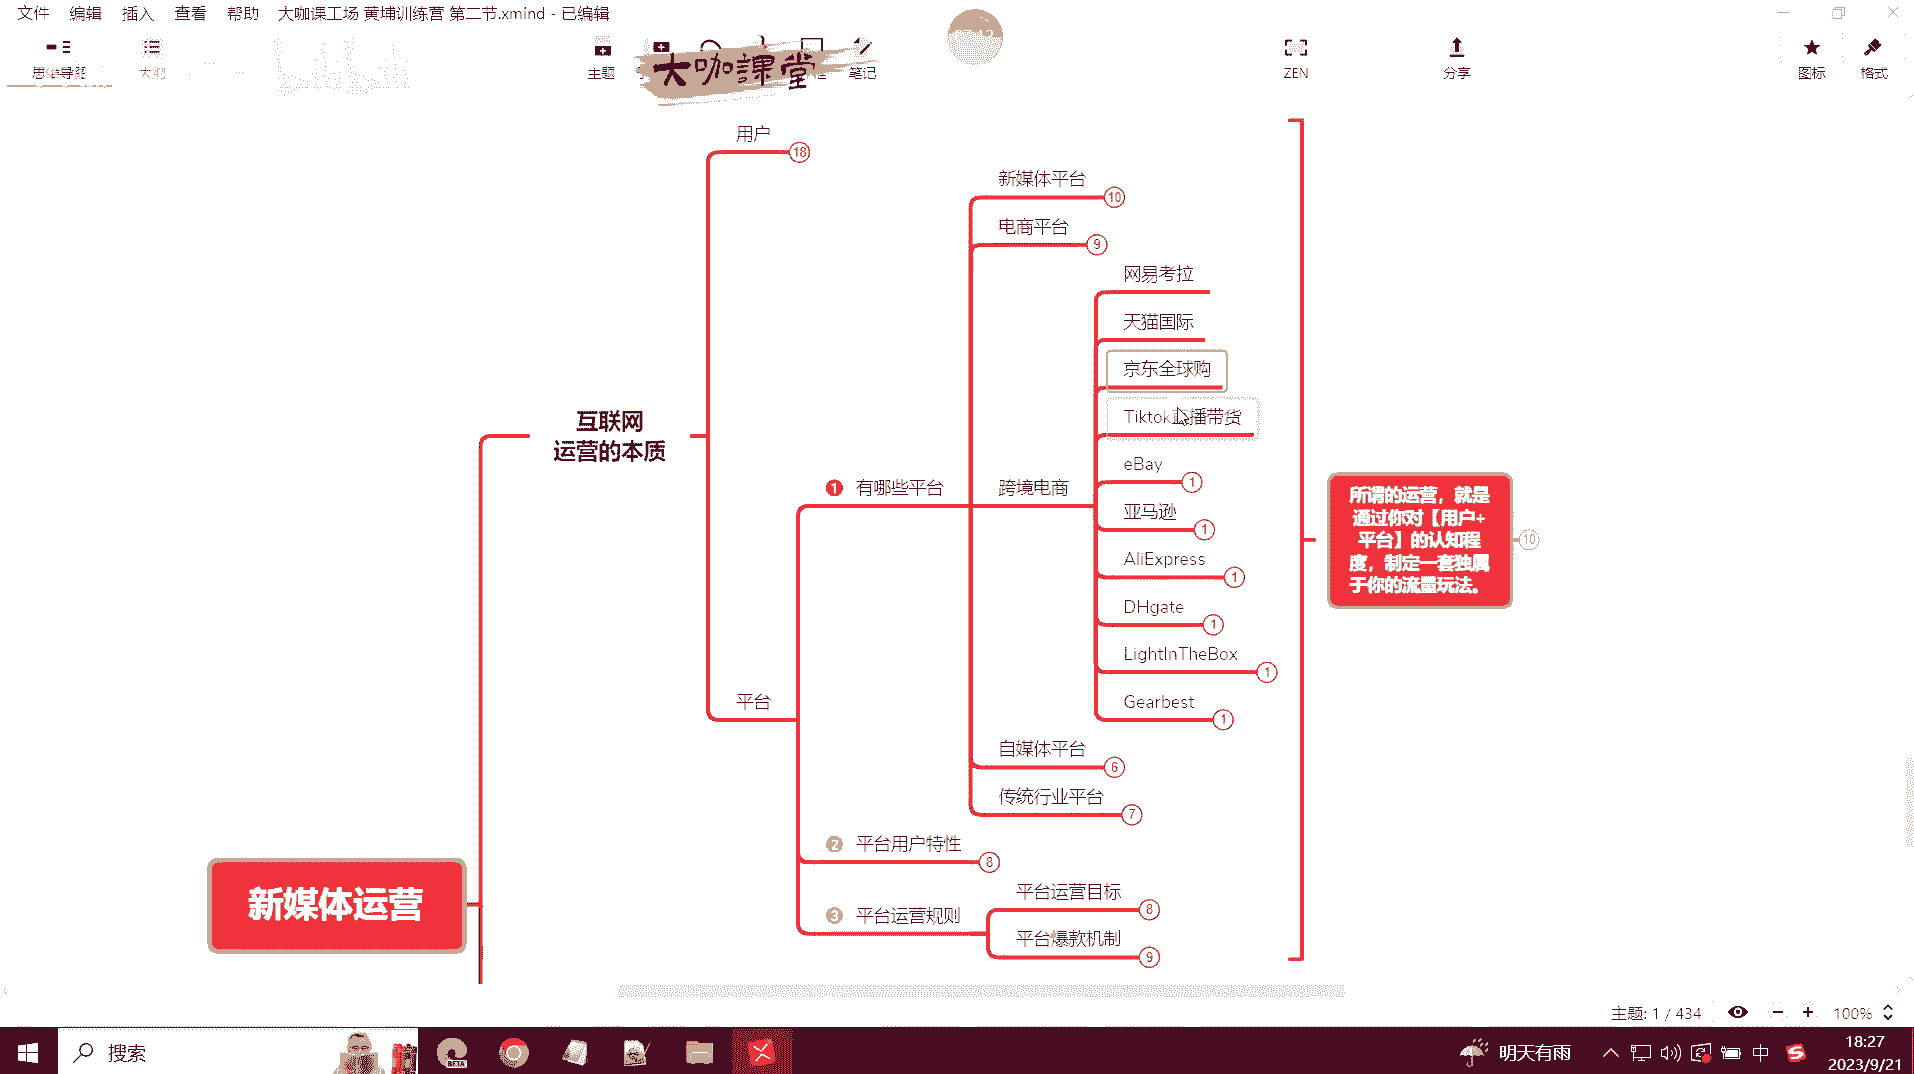 文件 编辑 插入 查看 帮助 大咖课工场 黄埔训练营 第二节.xmind - 已编辑
思维导图 大纲 主题 笔记 ZEN 分享 图标 格式
大咖課堂
用户
18
新媒体平台
10
电商平台
9
网易考拉
天猫国际
京东全球购
Tiktok直播带货
eBay
1
亚马逊
1
AliExpress
1
DHgate
1
LightInTheBox
1
Gearbest
1
互联网
运营的本质
1 有哪些平台
跨境电商
所谓的运营，就是
通过你对【用户+
平台】的认知程
度，制定一套独属
于你的流量玩法。
10
平台
自媒体平台
6
传统行业平台
7
2 平台用户特性
8
3 平台运营规则
平台运营目标
8
平台爆款机制
9
新媒体运营
主题: 1 / 434
100%
搜索
BETA
明天有雨
中
18:27
2023/9/21